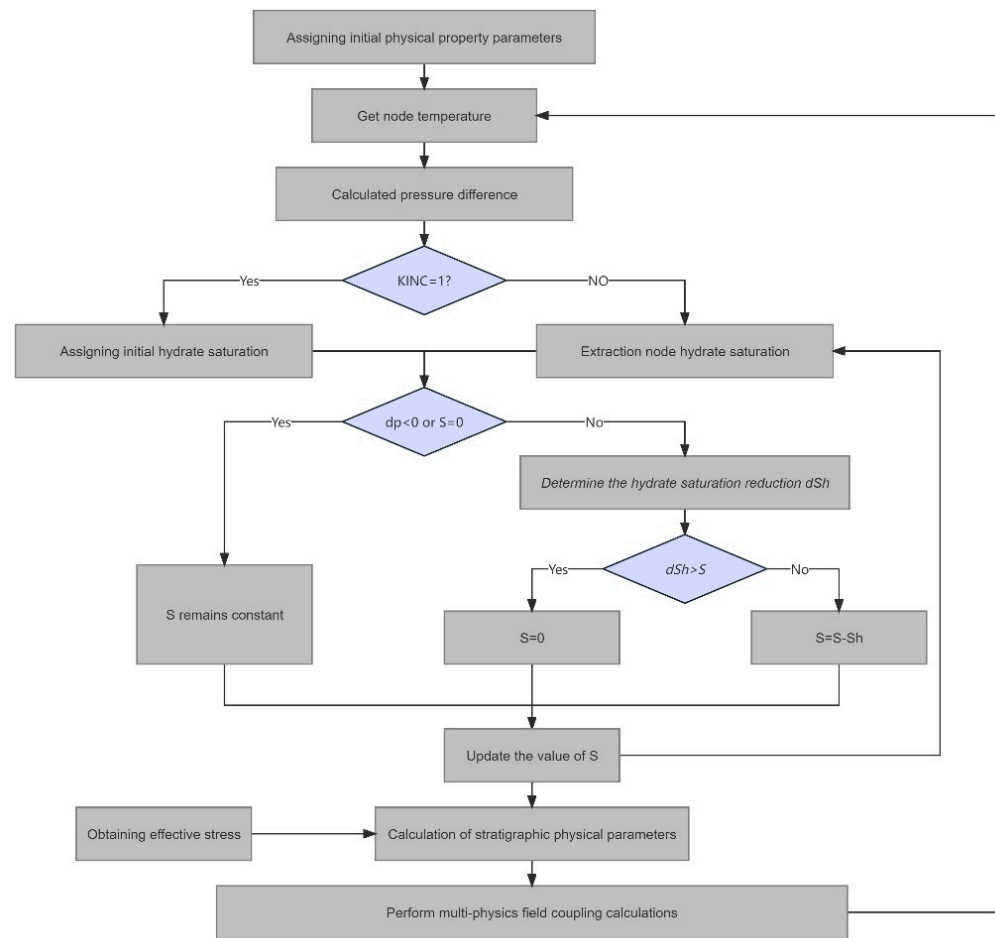 Assigning initial physical property parameters
Get node temperature
Calculated pressure difference
KINC=1?
Yes
NO
Assigning initial hydrate saturation
Extraction node hydrate saturation
dp<0 or S=0
Yes
No
Determine the hydrate saturation reduction dSh
dSh>S
Yes
No
S remains constant
S=0
S=S-Sh
Update the value of S
Obtaining effective stress
Calculation of stratigraphic physical parameters
Perform multi-physics field coupling calculations